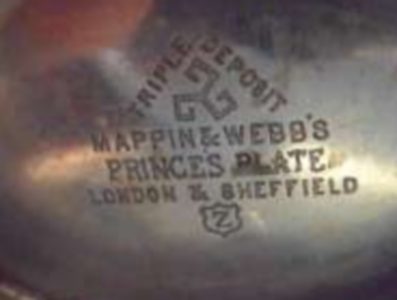 TRIPLE DEPOSIT
MAPPIN & WEBB'S
PRINCES PLATE
LONDON & SHEFFIELD
Z